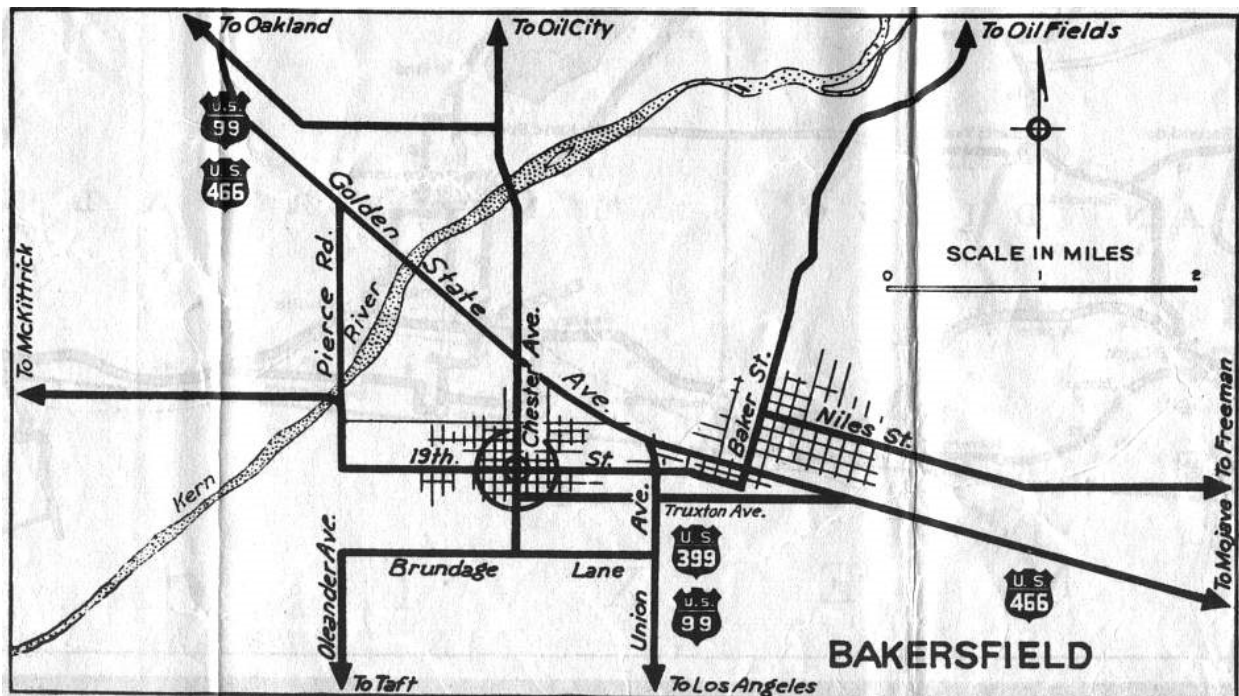 To Oakland
To Oil City
To Oil Fields
U.S.
99
U.S.
466
Golden State Ave.
SCALE IN MILES
0 1 2
To McKittrick
Pierce Rd.
River
Kern
Chester Ave.
Baker St.
Niles St.
19th. St.
Truxton Ave.
Oleander Ave.
Brundage Lane
Union Ave.
U.S.
399
U.S.
99
U.S.
466
To Mojave To Freeman
To Taft
To Los Angeles
BAKERSFIELD